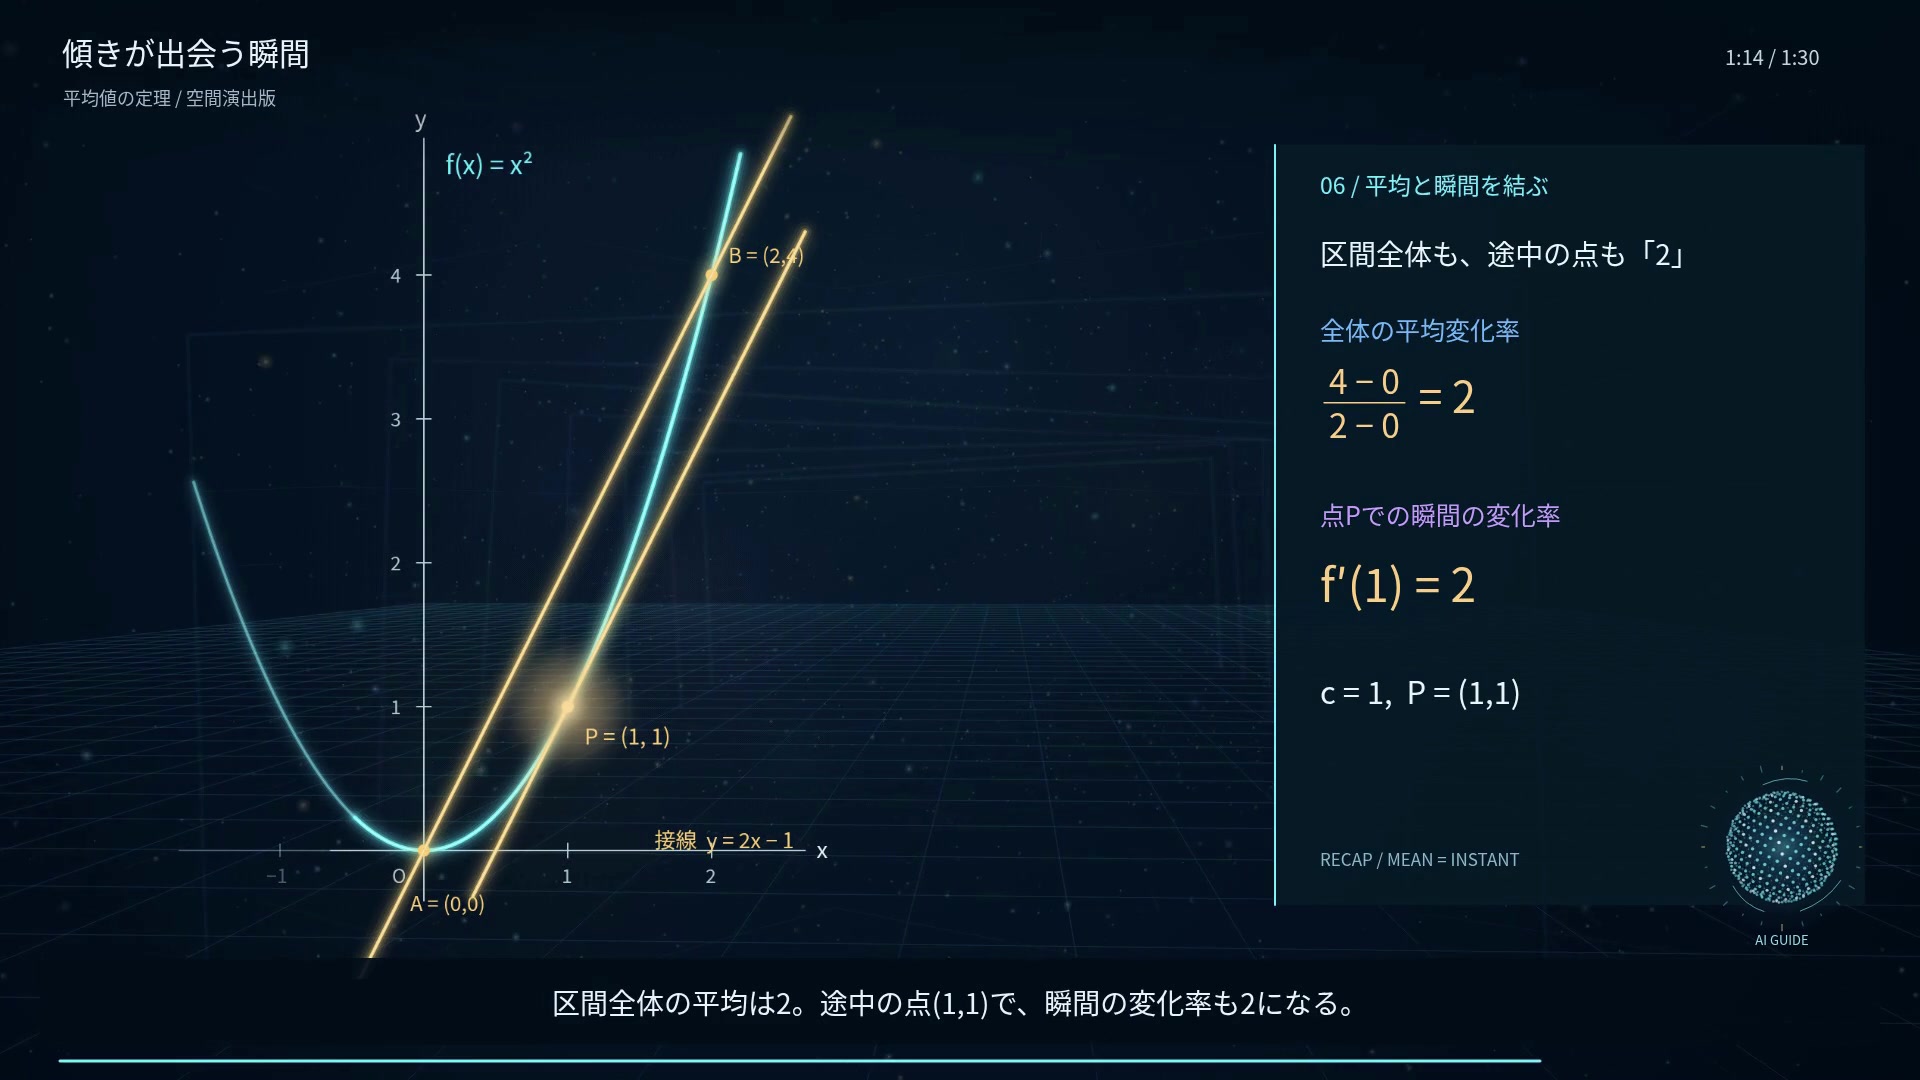 傾きが出会う瞬間
平均値の定理 / 空間演出版
1:14 / 1:30
y
f(x) = x²
B = (2,4)
4
3
2
1
P = (1, 1)
接線 y = 2x − 1
x
−1
O
1
2
A = (0,0)
06 / 平均と瞬間を結ぶ
区間全体も、途中の点も「2」
全体の平均変化率
4 − 0
2 − 0
= 2
点Pでの瞬間の変化率
f′(1) = 2
c = 1, P = (1,1)
RECAP / MEAN = INSTANT
AI GUIDE
区間全体の平均は2。途中の点(1,1)で、瞬間の変化率も2になる。